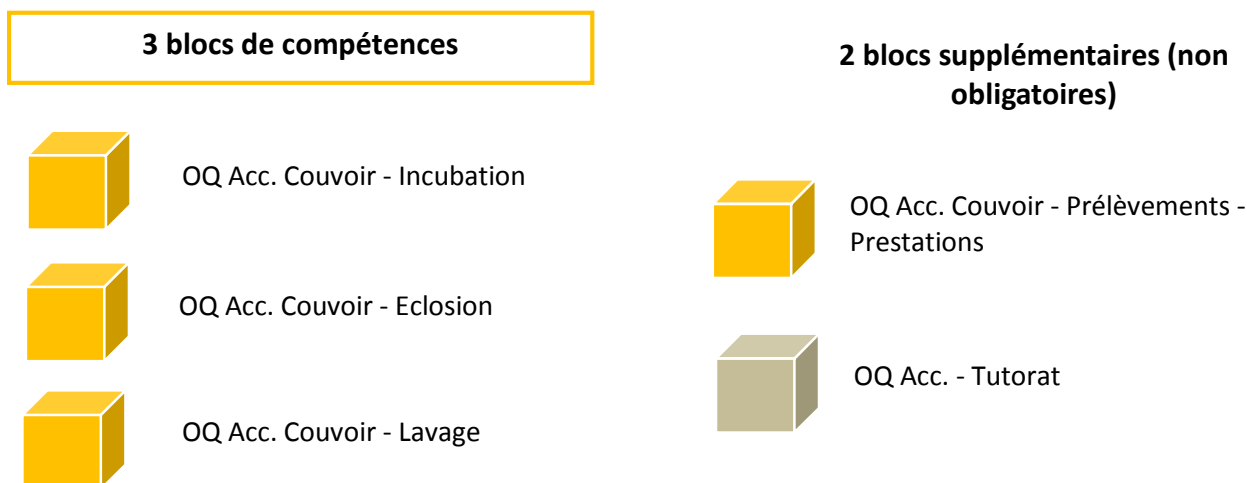 3 blocs de compétences
OQ Acc. Couvoir - Incubation
OQ Acc. Couvoir - Eclosion
OQ Acc. Couvoir - Lavage
2 blocs supplémentaires (non
obligatoires)
OQ Acc. Couvoir - Prélèvements -
Prestations
OQ Acc. - Tutorat